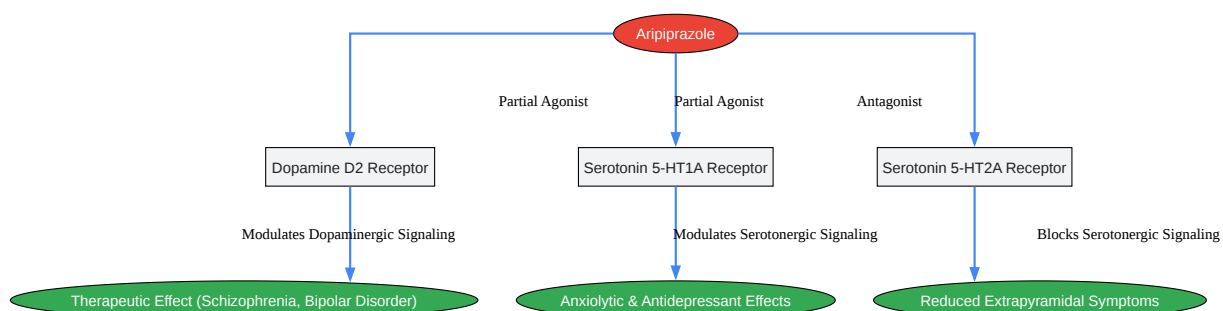 Aripiprazole
Partial Agonist
Partial Agonist
Antagonist
Dopamine D2 Receptor
Serotonin 5-HT1A Receptor
Serotonin 5-HT2A Receptor
Modulates Dopaminergic Signaling
Modulates Serotonergic Signaling
Blocks Serotonergic Signaling
Therapeutic Effect (Schizophrenia, Bipolar Disorder)
Anxiolytic & Antidepressant Effects
Reduced Extrapyramidal Symptoms